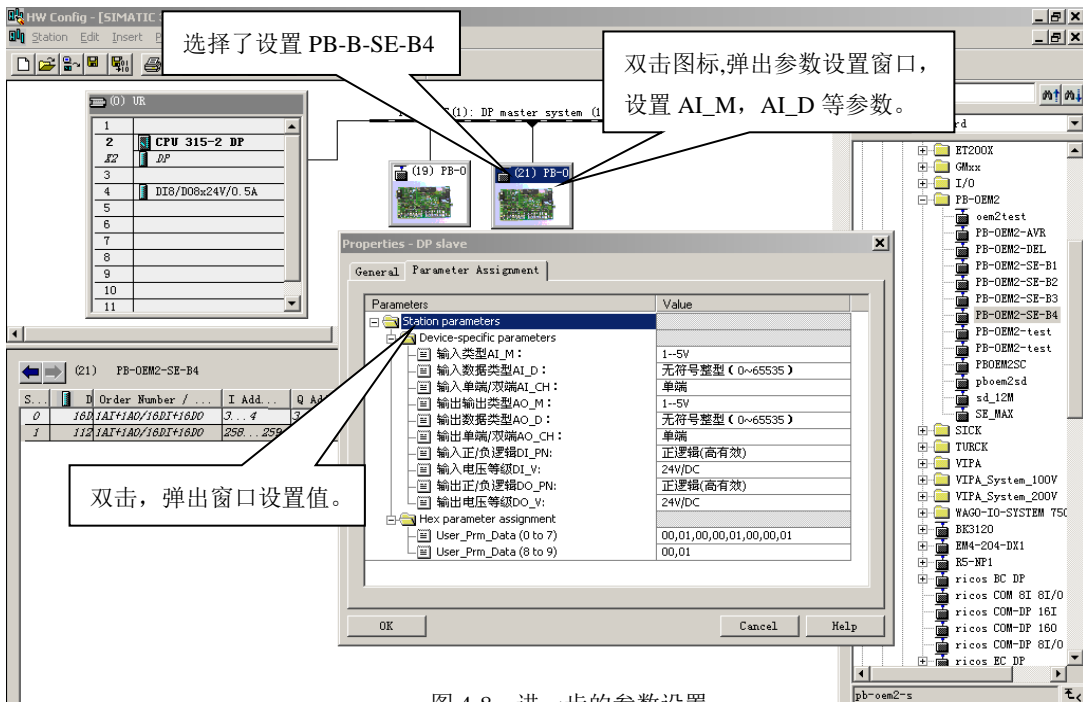 HW Config - [SIMATIC
Station Edit Insert P
选择了设置 PB-B-SE-B4
双击图标,弹出参数设置窗口，
设置 AI_M，AI_D 等参数。
(0) UR
1
2 CPU 315-2 DP
X2 DP
3
4 DI8/DO8x24V/0.5A
5
6
7
8
9
10
11
(1): DP master system (1
(19) PB-O
(21) PB-O
rd
ET200X
GMxx
I/O
PB-OEM2
oem2test
PB-OEM2-AVR
PB-OEM2-DEL
PB-OEM2-SE-B1
PB-OEM2-SE-B2
PB-OEM2-SE-B3
PB-OEM2-SE-B4
PB-OEM2-test
PB-OEM2-test
PBOEM2SC
pboem2sd
sd_12M
SE_MAX
SICK
TURCK
VIPA
VIPA_System_100V
VIPA_System_200V
WAGO-IO-SYSTEM 750
BK3120
EM4-204-DX1
R5-NP1
ricos BC DP
ricos COM 8I 8I/O
ricos COM-DP 16I
ricos COM-DP 16O
ricos COM-DP 8I/O
ricos EC DP
pb-oem2-s
Properties - DP slave
General Parameter Assignment
Parameters Value
Station parameters
Device-specific parameters
输入类型AI_M： 1--5V
输入数据类型AI_D： 无符号整型（0~65535）
输入单端/双端AI_CH： 单端
输出输出类型AO_M： 1--5V
输出数据类型AO_D： 无符号整型（0~65535）
输出单端/双端AO_CH： 单端
输入正/负逻辑DI_PN: 正逻辑(高有效)
输入电压等级DI_V: 24V/DC
输出正/负逻辑DO_PN: 正逻辑(高有效)
输出电压等级DO_V: 24V/DC
Hex parameter assignment
User_Prm_Data (0 to 7) 00,01,00,00,01,00,00,01
User_Prm_Data (8 to 9) 00,01
OK Cancel Help
(21) PB-OEM2-SE-B4
S... D Order Number / ... I Add... Q Ad
0 16D 1AI+1AO/16DI+16DO 3...4 3
1 112 1AI+1AO/16DI+16DO 258...259
双击，弹出窗口设置值。
图 4-8 进一步的参数设置